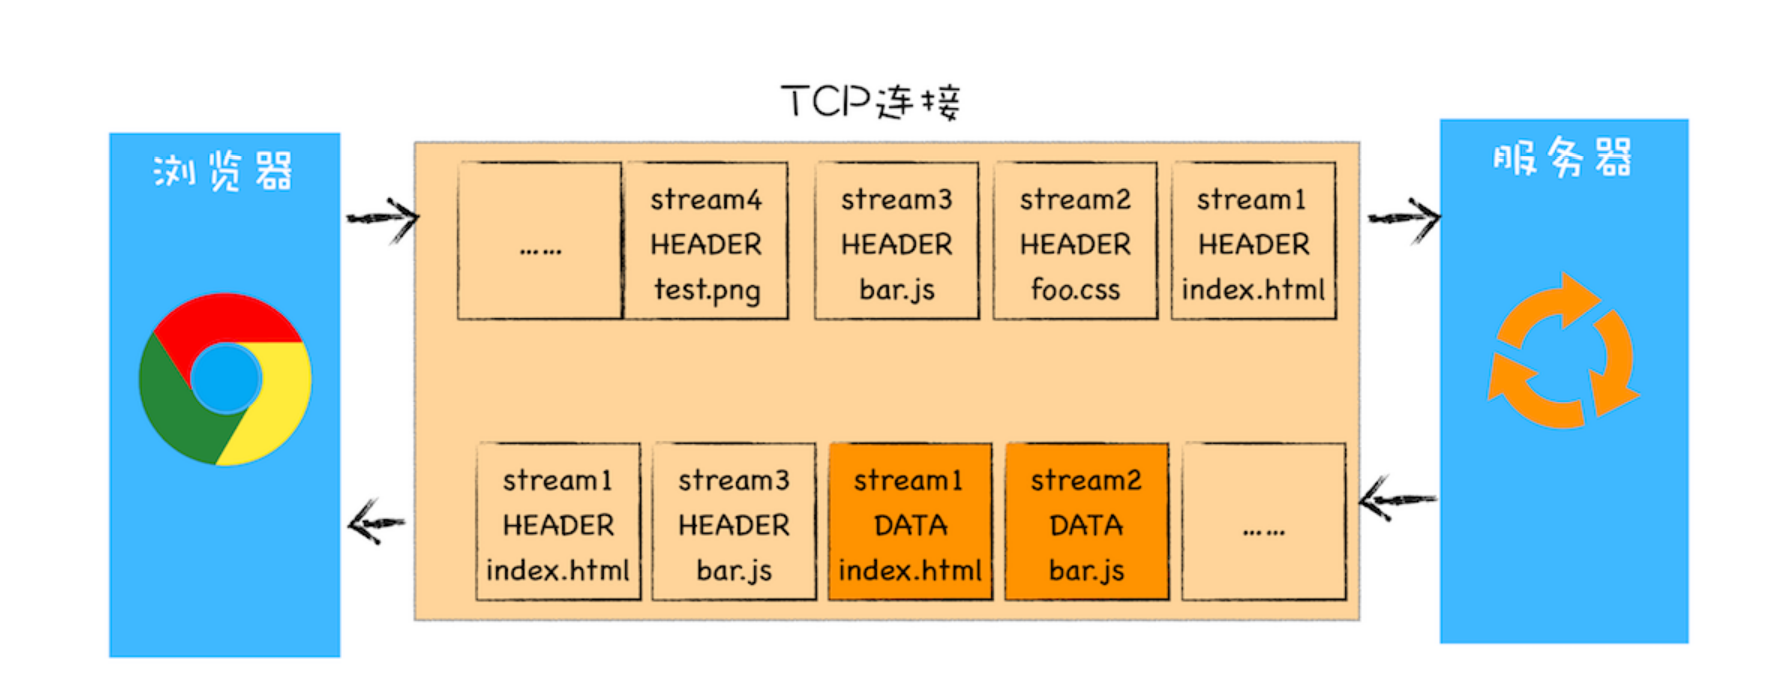 TCP连接
浏览器
服务器
……
stream4
HEADER
test.png
stream3
HEADER
bar.js
stream2
HEADER
foo.css
stream1
HEADER
index.html
stream1
HEADER
index.html
stream3
HEADER
bar.js
stream1
DATA
index.html
stream2
DATA
bar.js
……